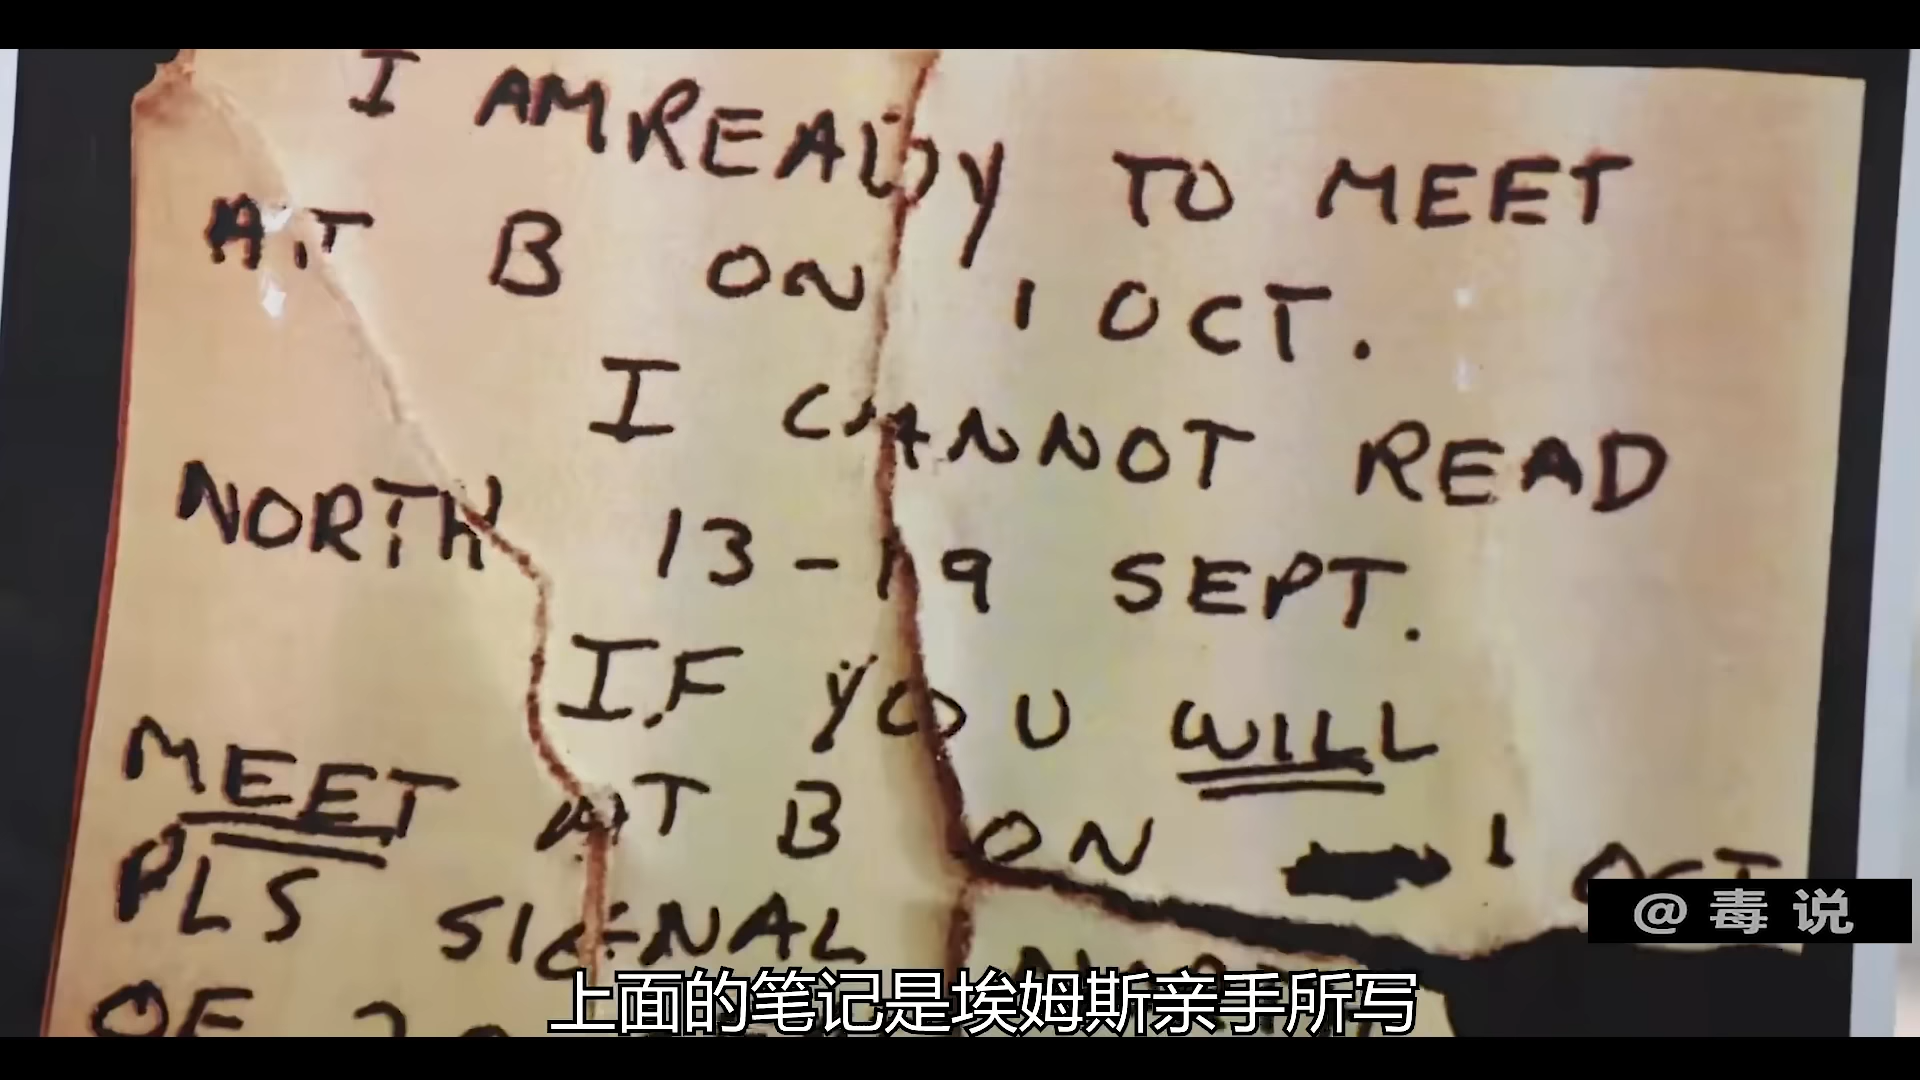 I AM READY TO MEET
AT B ON 1 OCT.
I CANNOT READ
NORTH 13-19 SEPT.
IF YOU WILL
MEET AT B ON 1 OCT
PLS SIGNAL
OF
@毒说
上面的笔记是埃姆斯亲手所写